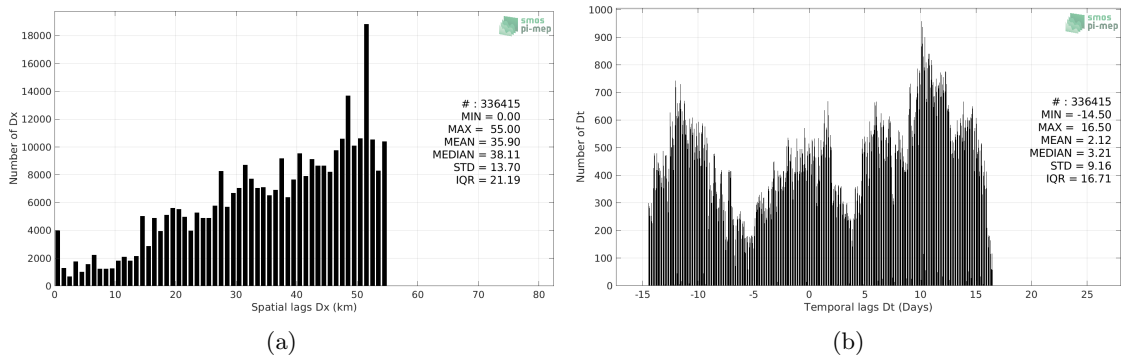 smos
pi-mep
18000
16000
14000
12000
10000
8000
6000
4000
2000
0
Number of Dx
# : 336415
MIN = 0.00
MAX = 55.00
MEAN = 35.90
MEDIAN = 38.11
STD = 13.70
IQR = 21.19
0 10 20 30 40 50 60 70 80
Spatial lags Dx (km)
(a)
smos
pi-mep
1000
900
800
700
600
500
400
300
200
100
0
Number of Dt
# : 336415
MIN = -14.50
MAX = 16.50
MEAN = 2.12
MEDIAN = 3.21
STD = 9.16
IQR = 16.71
-15 -10 -5 0 5 10 15 20 25
Temporal lags Dt (Days)
(b)